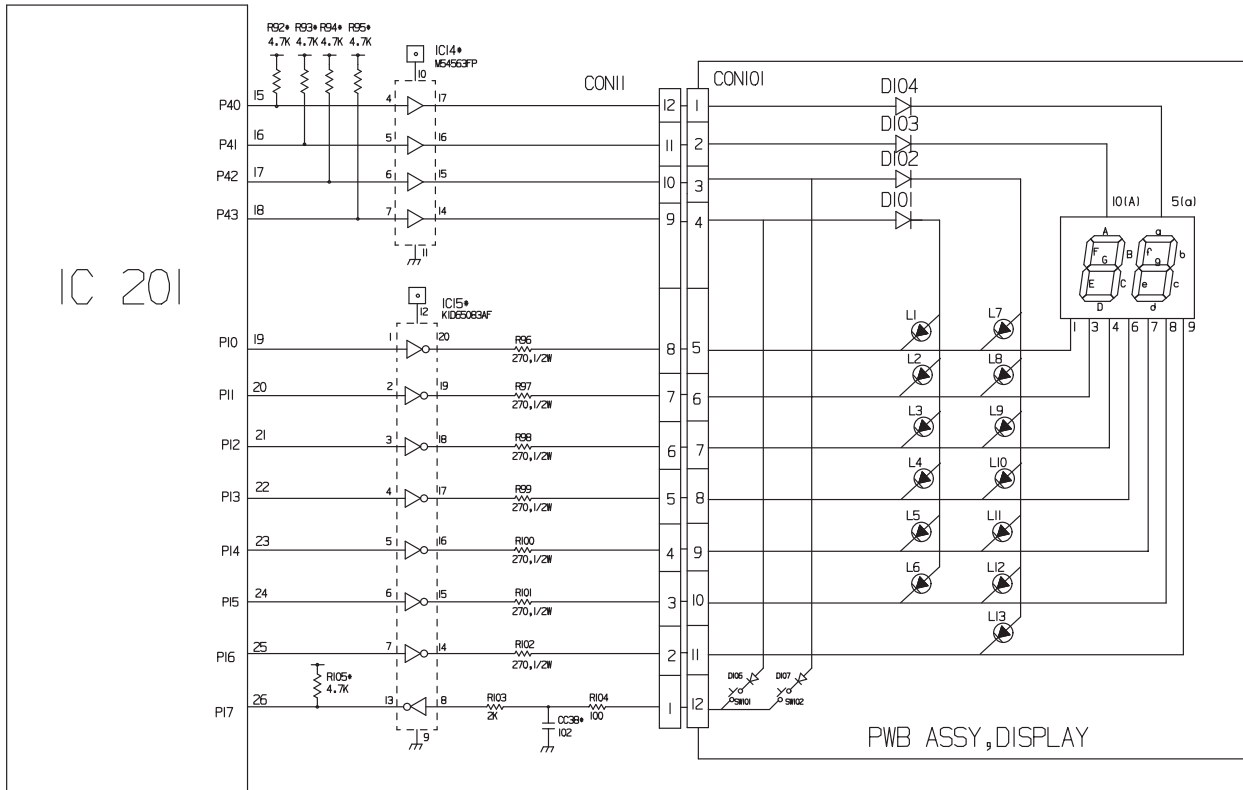 R92* R93* R94* R95*
4.7K 4.7K 4.7K 4.7K
IC14*
M54563FP
10
CON11 CON101
P40 15 4 17 12 1 D104
P41 16 5 16 11 2 D103
P42 17 6 15 10 3 D102
P43 18 7 14 9 4 D101
11
10(A) 5(a)
A a
F B f b
G g
E C e c
D d
1 3 4 6 7 8 9
IC 201
IC15*
KID65083AF
12
P10 19 1 20 R96 8 5 L1 L7
270,1/2W
P11 20 2 19 R97 7 6 L2 L8
270,1/2W
P12 21 3 18 R98 6 7 L3 L9
270,1/2W
P13 22 4 17 R99 5 8 L4 L10
270,1/2W
P14 23 5 16 R100 4 9 L5 L11
270,1/2W
P15 24 6 15 R101 3 10 L6 L12
270,1/2W
P16 25 7 14 R102 2 11 L13
270,1/2W
R105*
4.7K
D106 D107
SW101 SW102
P17 26 13 8 R103 R104 1 12
2K 100
CC38*
102
9
PWB ASSY,DISPLAY